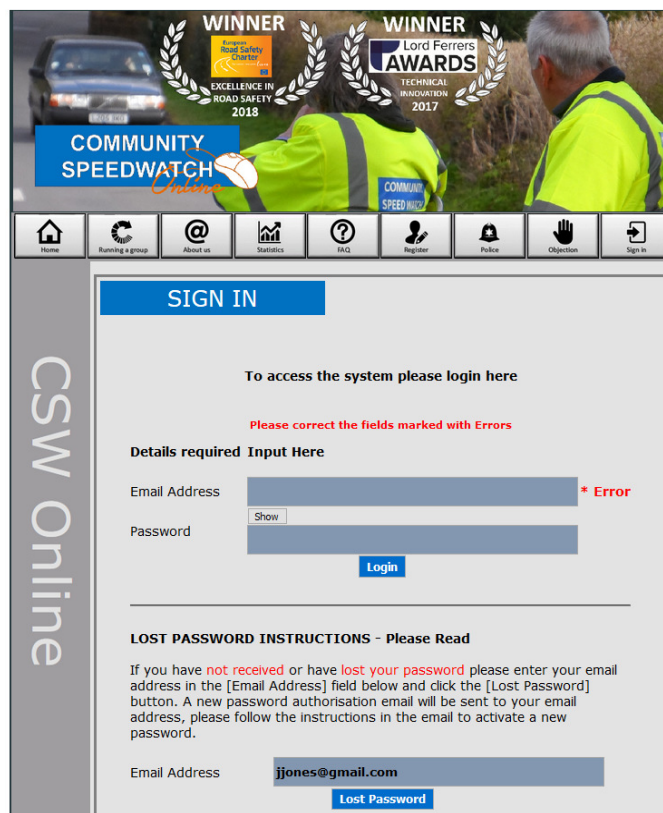 WINNER
European
Road Safety
Charter
EXCELLENCE IN
ROAD SAFETY
2018
WINNER
Lord Ferrers
AWARDS
TECHNICAL
INNOVATION
2017
COMMUNITY
SPEEDWATCH
Online
COMMUNITY
SPEED WATCH
Home
Running a group
About us
Statistics
FAQ
Register
Police
Objection
Sign in
CSW Online
SIGN IN
To access the system please login here
Please correct the fields marked with Errors
Details required Input Here
Email Address * Error
Show
Password
Login
LOST PASSWORD INSTRUCTIONS - Please Read
If you have not received or have lost your password please enter your email
address in the [Email Address] field below and click the [Lost Password]
button. A new password authorisation email will be sent to your email
address, please follow the instructions in the email to activate a new
password.
Email Address jjones@gmail.com
Lost Password